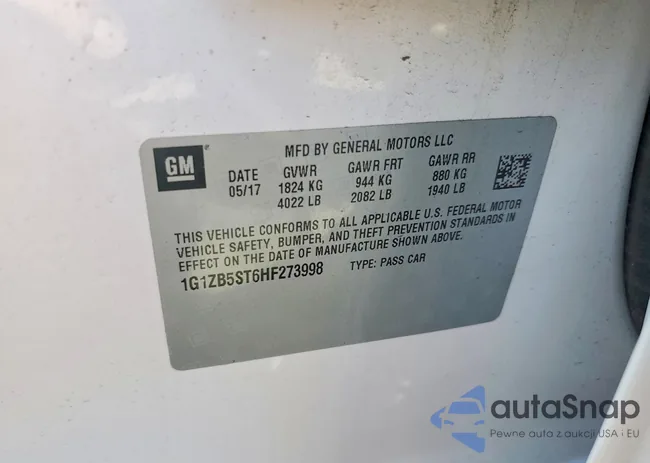 MFD BY GENERAL MOTORS LLC
GM
DATE GVWR GAWR FRT GAWR RR
05/17 1824 KG 944 KG 880 KG
4022 LB 2082 LB 1940 LB
THIS VEHICLE CONFORMS TO ALL APPLICABLE U.S. FEDERAL MOTOR
VEHICLE SAFETY, BUMPER, AND THEFT PREVENTION STANDARDS IN
EFFECT ON THE DATE OF MANUFACTURE SHOWN ABOVE.
1G1ZB5ST6HF273998 TYPE: PASS CAR
autaSnap
Pewne auta z aukcji USA i EU